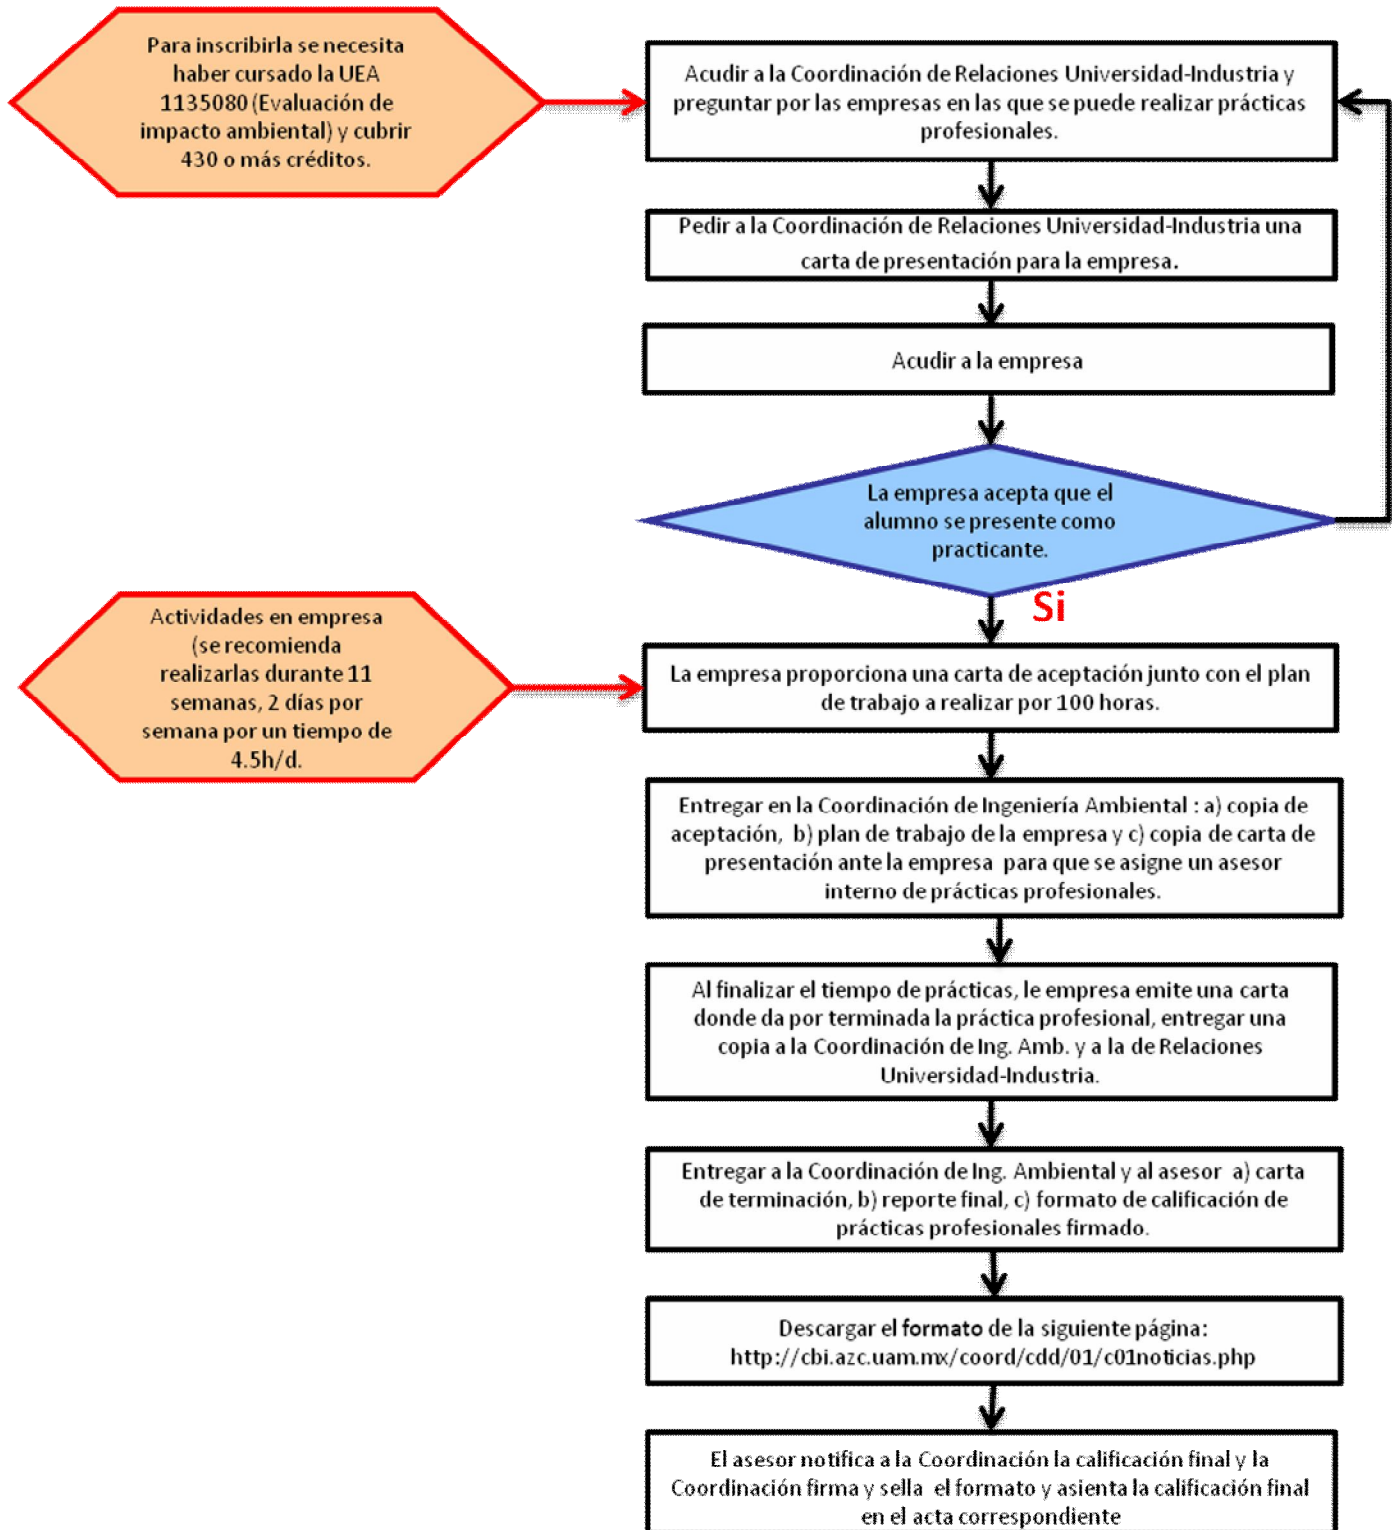 Para inscribirla se necesita
haber cursado la UEA
1135080 (Evaluación de
impacto ambiental) y cubrir
430 o más créditos.
Acudir a la Coordinación de Relaciones Universidad-Industria y
preguntar por las empresas en las que se puede realizar prácticas
profesionales.
Pedir a la Coordinación de Relaciones Universidad-Industria una
carta de presentación para la empresa.
Acudir a la empresa
La empresa acepta que el
alumno se presente como
practicante.
Si
Actividades en empresa
(se recomienda
realizarlas durante 11
semanas, 2 días por
semana por un tiempo de
4.5h/d.
La empresa proporciona una carta de aceptación junto con el plan
de trabajo a realizar por 100 horas.
Entregar en la Coordinación de Ingeniería Ambiental : a) copia de
aceptación, b) plan de trabajo de la empresa y c) copia de carta de
presentación ante la empresa para que se asigne un asesor
interno de prácticas profesionales.
Al finalizar el tiempo de prácticas, le empresa emite una carta
donde da por terminada la práctica profesional, entregar una
copia a la Coordinación de Ing. Amb. y a la de Relaciones
Universidad-Industria.
Entregar a la Coordinación de Ing. Ambiental y al asesor a) carta
de terminación, b) reporte final, c) formato de calificación de
prácticas profesionales firmado.
Descargar el formato de la siguiente página:
http://cbi.azc.uam.mx/coord/cdd/01/c01noticias.php
El asesor notifica a la Coordinación la calificación final y la
Coordinación firma y sella el formato y asienta la calificación final
en el acta correspondiente